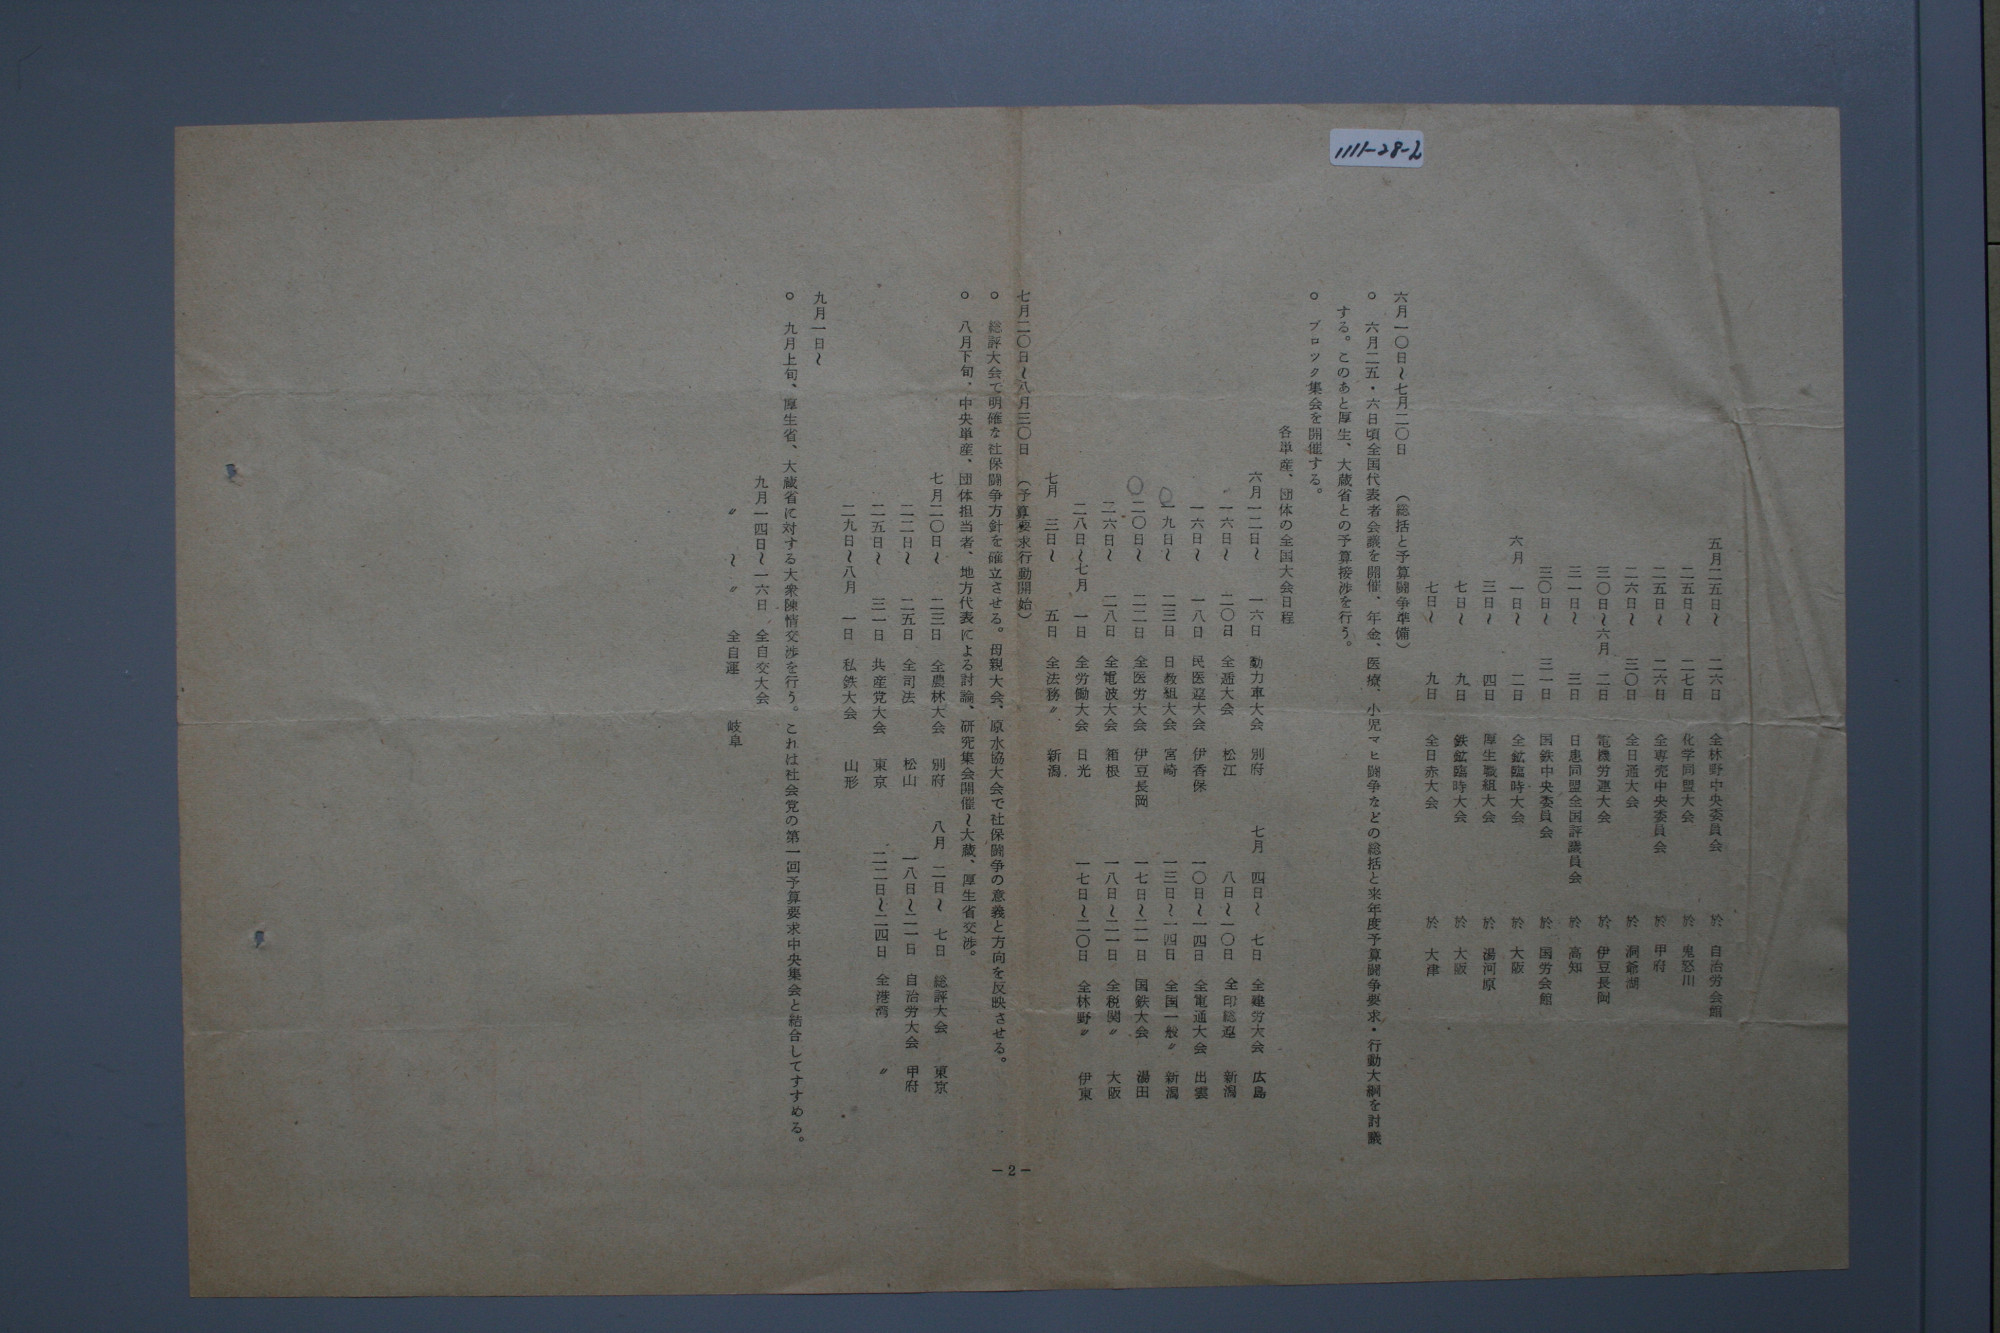 1111-28-2
五月二五日〜 二六日 全林野中央委員会 於 自治労会館
二五日〜 二七日 化学同盟大会 於 鬼怒川
二五日〜 二六日 全専売中央委員会 於 甲府
二六日〜 三〇日 全日通大会 於 洞爺湖
三〇日〜六月 二日 電機労連大会 於 伊豆長岡
三一日〜 三日 日患同盟全国評議員会 於 高知
三〇日〜 三一日 国鉄中央委員会 於 国労会館
六月 一日〜 二日 全鉱臨時大会 於 大阪
三日〜 四日 厚生職組大会 於 湯河原
七日〜 九日 鉄鉱臨時大会 於 大阪
七日〜 九日 全日赤大会 於 大津
六月一〇日〜七月二〇日 （総括と予算闘争準備）
○ 六月二五・六日頃全国代表者会議を開催、年金、医療、小児マヒ闘争などの総括と来年度予算闘争要求・行動大綱を討議
する。このあと厚生、大蔵省との予算接渉を行う。
○ ブロック集会を開催する。
各単産、団体の全国大会日程
六月一二日〜 一六日 動力車大会 別府 七月 四日〜 七日 全建労大会 広島
一六日〜 二〇日 全逓大会 松江 八日〜一〇日 全印総連 新潟
一六日〜 一八日 民医連大会 伊香保 一〇日〜一四日 全電通大会 出雲
一九日〜 二三日 日教組大会 宮崎 一三日〜一四日 全国一般〃 新潟
二〇日〜 二二日 全医労大会 伊豆長岡 一七日〜二一日 国鉄大会 湯田
二六日〜 二八日 全電波大会 箱根 一八日〜二一日 全税関〃 大阪
二八日〜七月 一日 全労働大会 日光 一七日〜二〇日 全林野〃 伊東
七月 三日〜 五日 全法務〃 新潟
七月二〇日〜八月三〇日 （予算要求行動開始）
○ 総評大会で明確な社保闘争方針を確立させる。母親大会、原水協大会で社保闘争の意義と方向を反映させる。
○ 八月下旬、中央単産、団体担当者、地方代表による討論、研究集会開催〜大蔵、厚生省交渉。
七月二〇日〜 二三日 全農林大会 別府 八月 二日〜 七日 総評大会 東京
二二日〜 二五日 全司法 松山 一八日〜二一日 自治労大会 甲府
二五日〜 三一日 共産党大会 東京 二二日〜二四日 全港湾 〃
二九日〜八月 一日 私鉄大会 山形
九月一日〜
○ 九月上旬、厚生省、大蔵省に対する大衆陳情交渉を行う。これは社会党の第一回予算要求中央集会と結合してすすめる。
九月一四日〜一六日 全自交大会
〃 〜 〃 全自運 岐阜
－2－